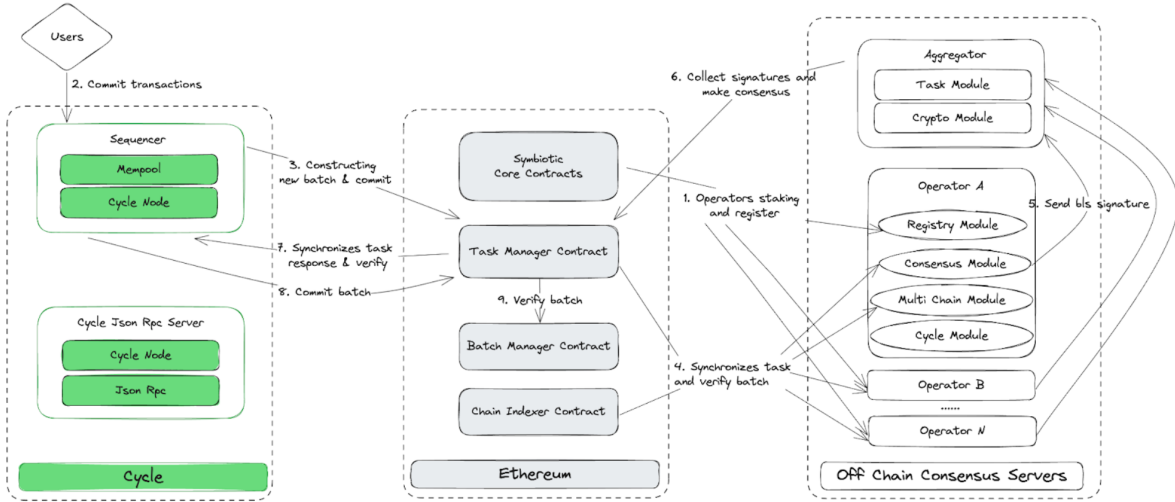 Users
2. Commit transactions
Sequencer
Mempool
Cycle Node
3. Constructing
new batch & commit
7. Synchronizes task
response & verify
8. Commit batch
Cycle Json Rpc Server
Cycle Node
Json Rpc
Cycle
Symbiotic
Core Contracts
Task Manager Contract
9. Verify batch
Batch Manager Contract
Chain Indexer Contract
Ethereum
6. Collect signatures and
make consensus
1. Operators staking
and register
4. Synchronizes task
and verify batch
Aggregator
Task Module
Crypto Module
Operator A
5. Send bls signature
Registry Module
Consensus Module
Multi Chain Module
Cycle Module
Operator B
......
Operator N
Off Chain Consensus Servers